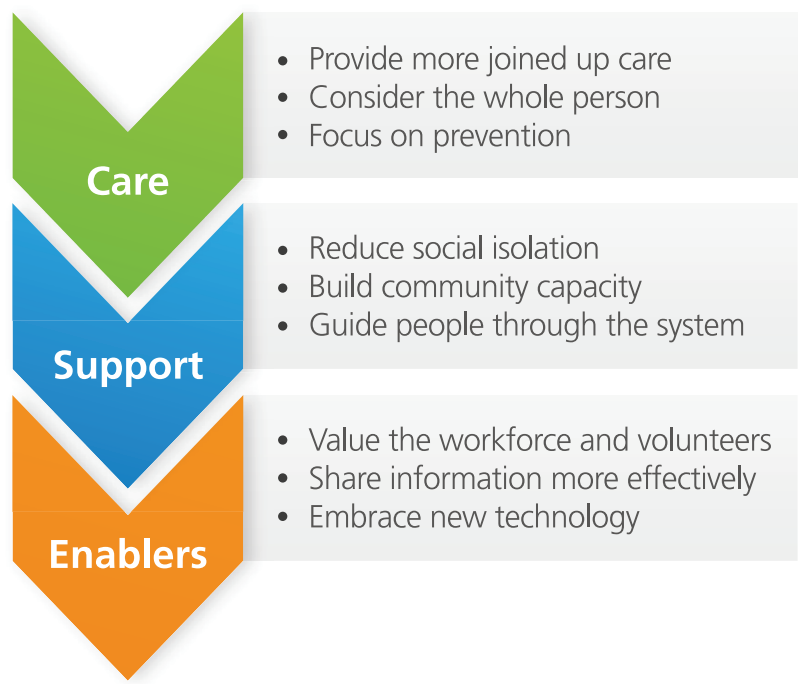 Care
• Provide more joined up care
• Consider the whole person
• Focus on prevention
Support
• Reduce social isolation
• Build community capacity
• Guide people through the system
Enablers
• Value the workforce and volunteers
• Share information more effectively
• Embrace new technology